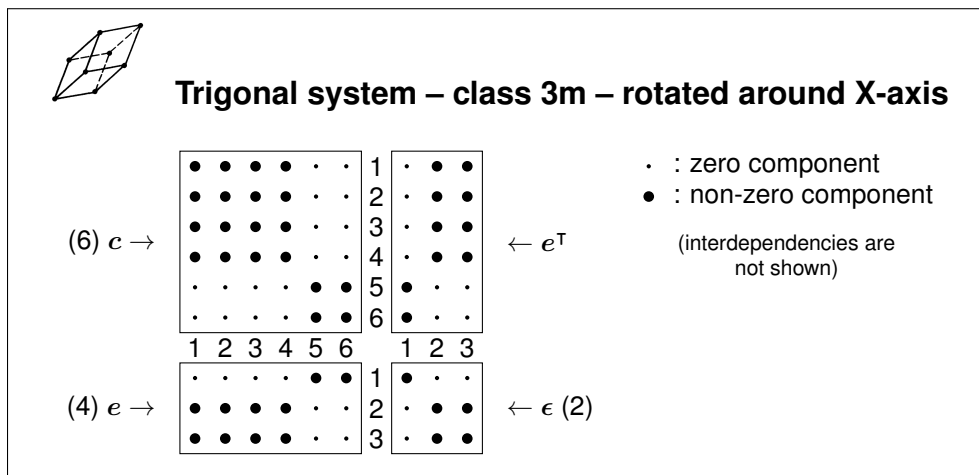 Trigonal system – class 3m – rotated around X-axis
1
2
3
4
5
6
(6) c →
← eᵀ
1 2 3 4 5 6
1 2 3
· : zero component
● : non-zero component
(interdependencies are
not shown)
1
2
3
(4) e →
← ϵ (2)